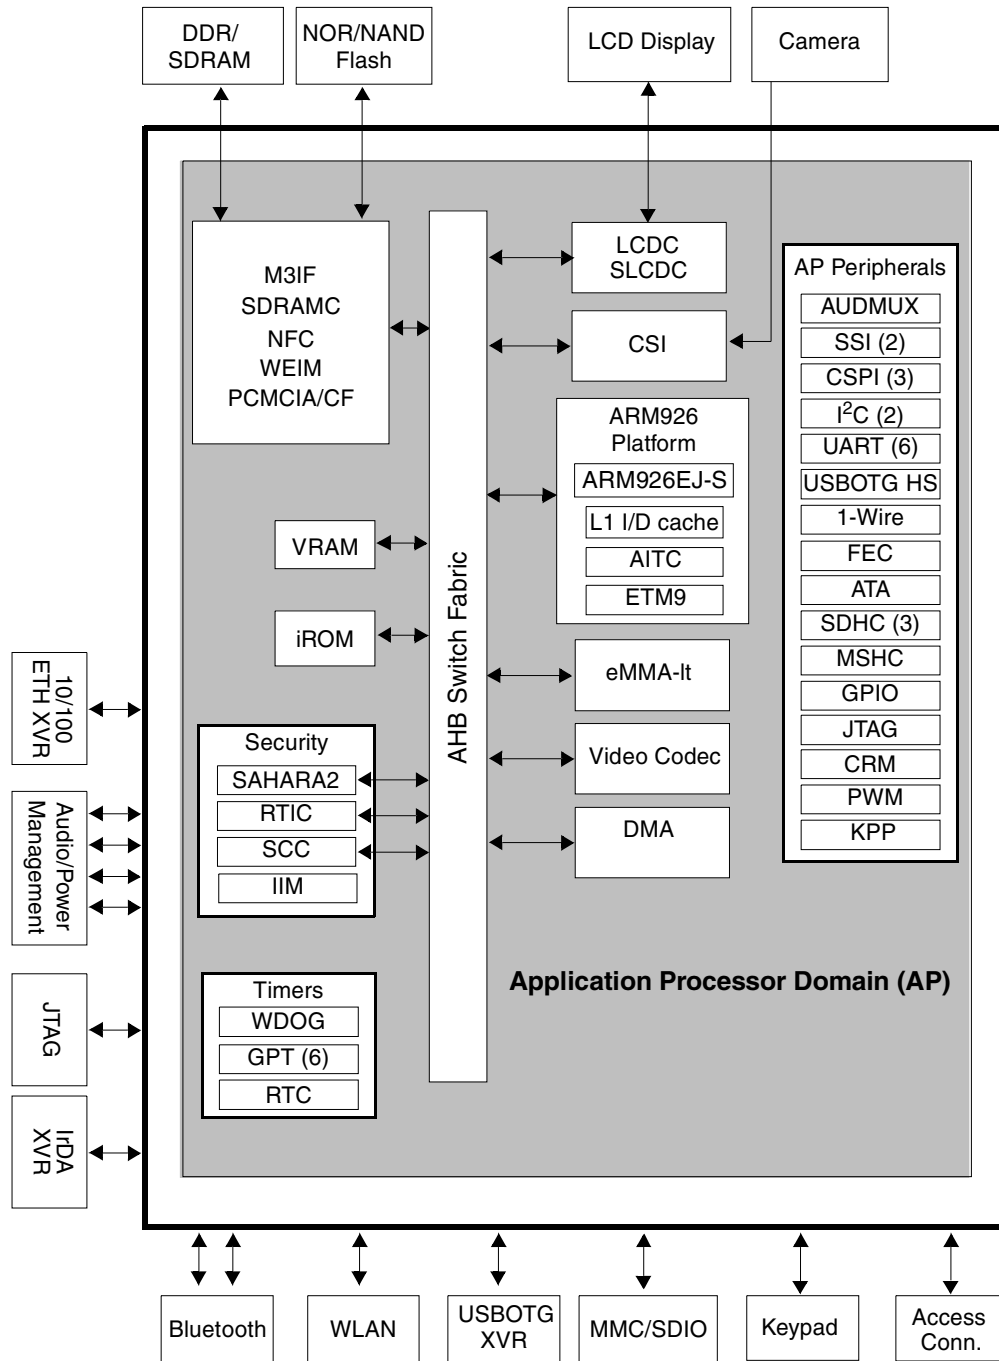 DDR/
SDRAM
NOR/NAND
Flash
LCD Display
Camera
M3IF
SDRAMC
NFC
WEIM
PCMCIA/CF
LCDC
SLCDC
CSI
ARM926
Platform
ARM926EJ-S
L1 I/D cache
AITC
ETM9
VRAM
iROM
AHB Switch Fabric
eMMA-lt
Video Codec
DMA
Security
SAHARA2
RTIC
SCC
IIM
Timers
WDOG
GPT (6)
RTC
AP Peripherals
AUDMUX
SSI (2)
CSPI (3)
I²C (2)
UART (6)
USBOTG HS
1-Wire
FEC
ATA
SDHC (3)
MSHC
GPIO
JTAG
CRM
PWM
KPP
Application Processor Domain (AP)
10/100
ETH XVR
Audio/Power
Management
JTAG
IrDA
XVR
Bluetooth
WLAN
USBOTG
XVR
MMC/SDIO
Keypad
Access
Conn.